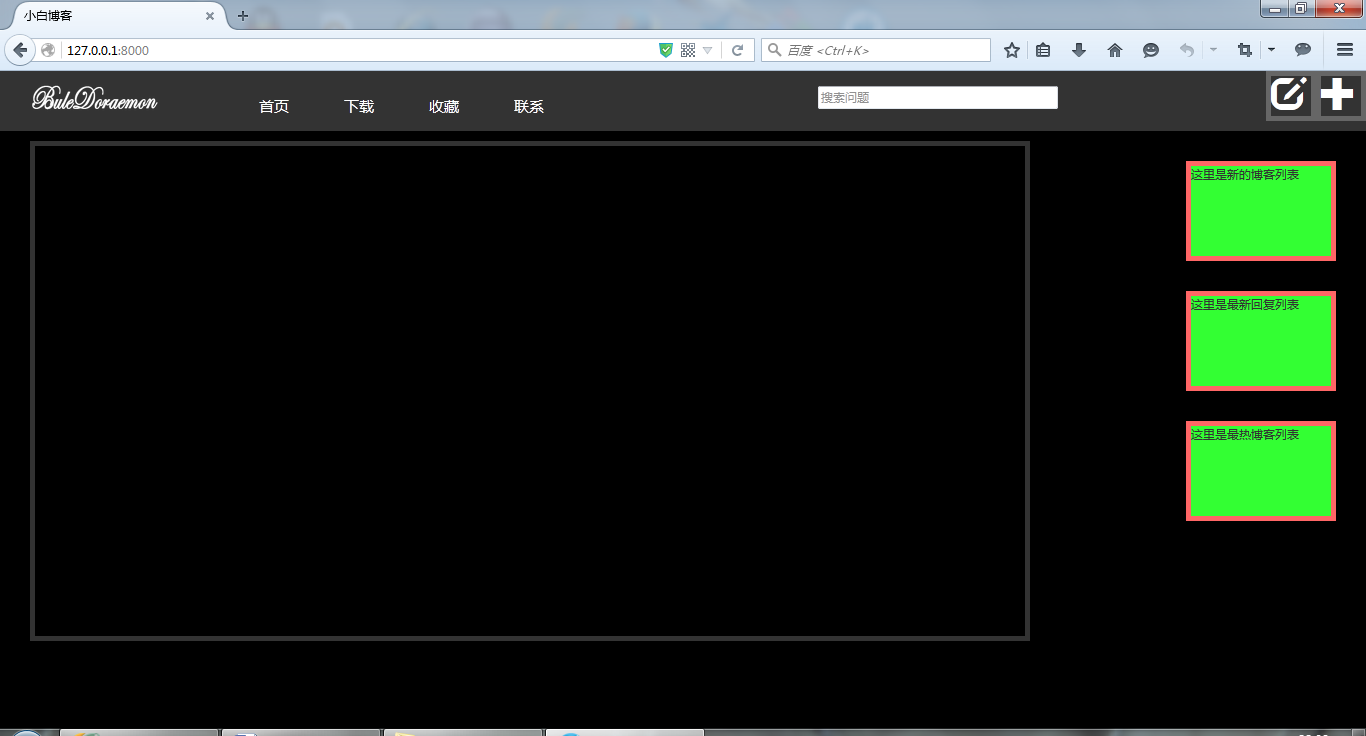 小白博客
127.0.0.1:8000
百度 <Ctrl+K>
BuleDoraemon
首页 下载 收藏 联系
搜索问题
这里是新的博客列表
这里是最新回复列表
这里是最热博客列表